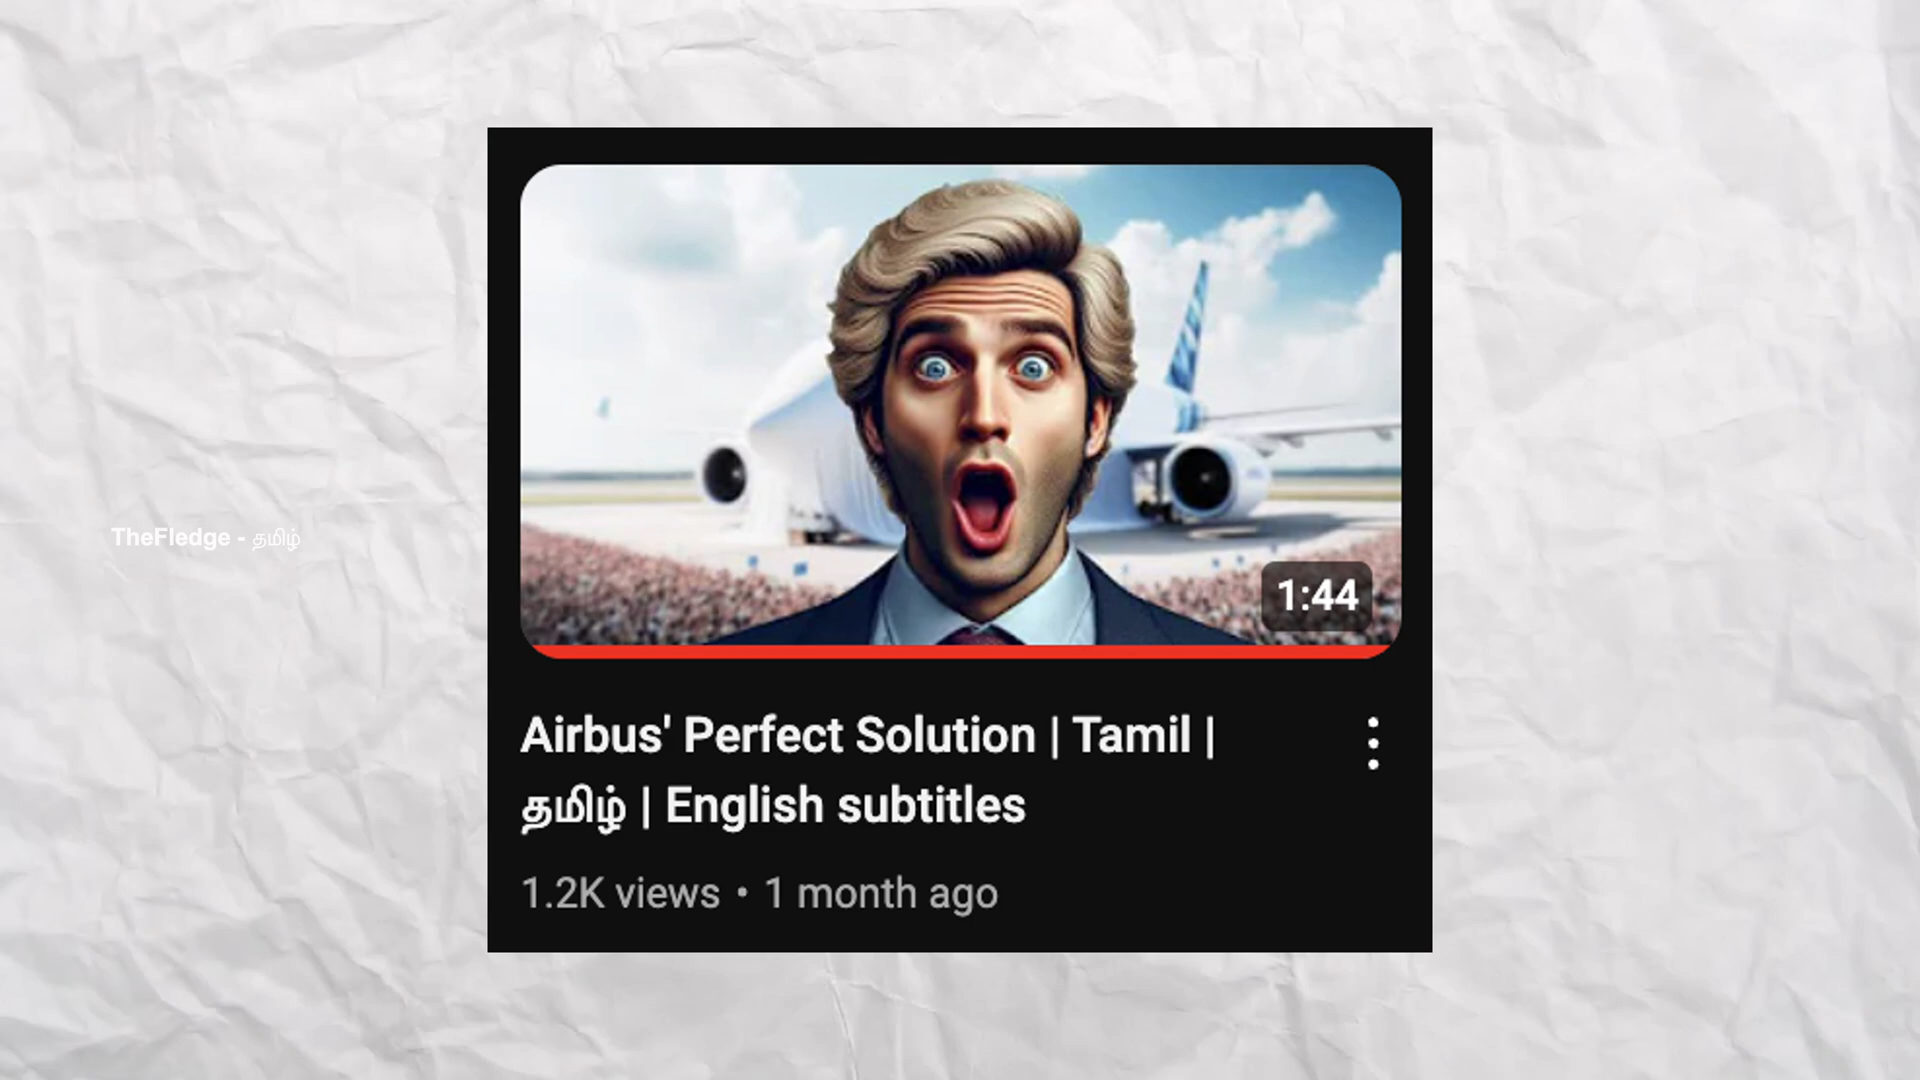 TheFledge - தமிழ்
1:44
Airbus' Perfect Solution | Tamil |
தமிழ் | English subtitles
1.2K views • 1 month ago